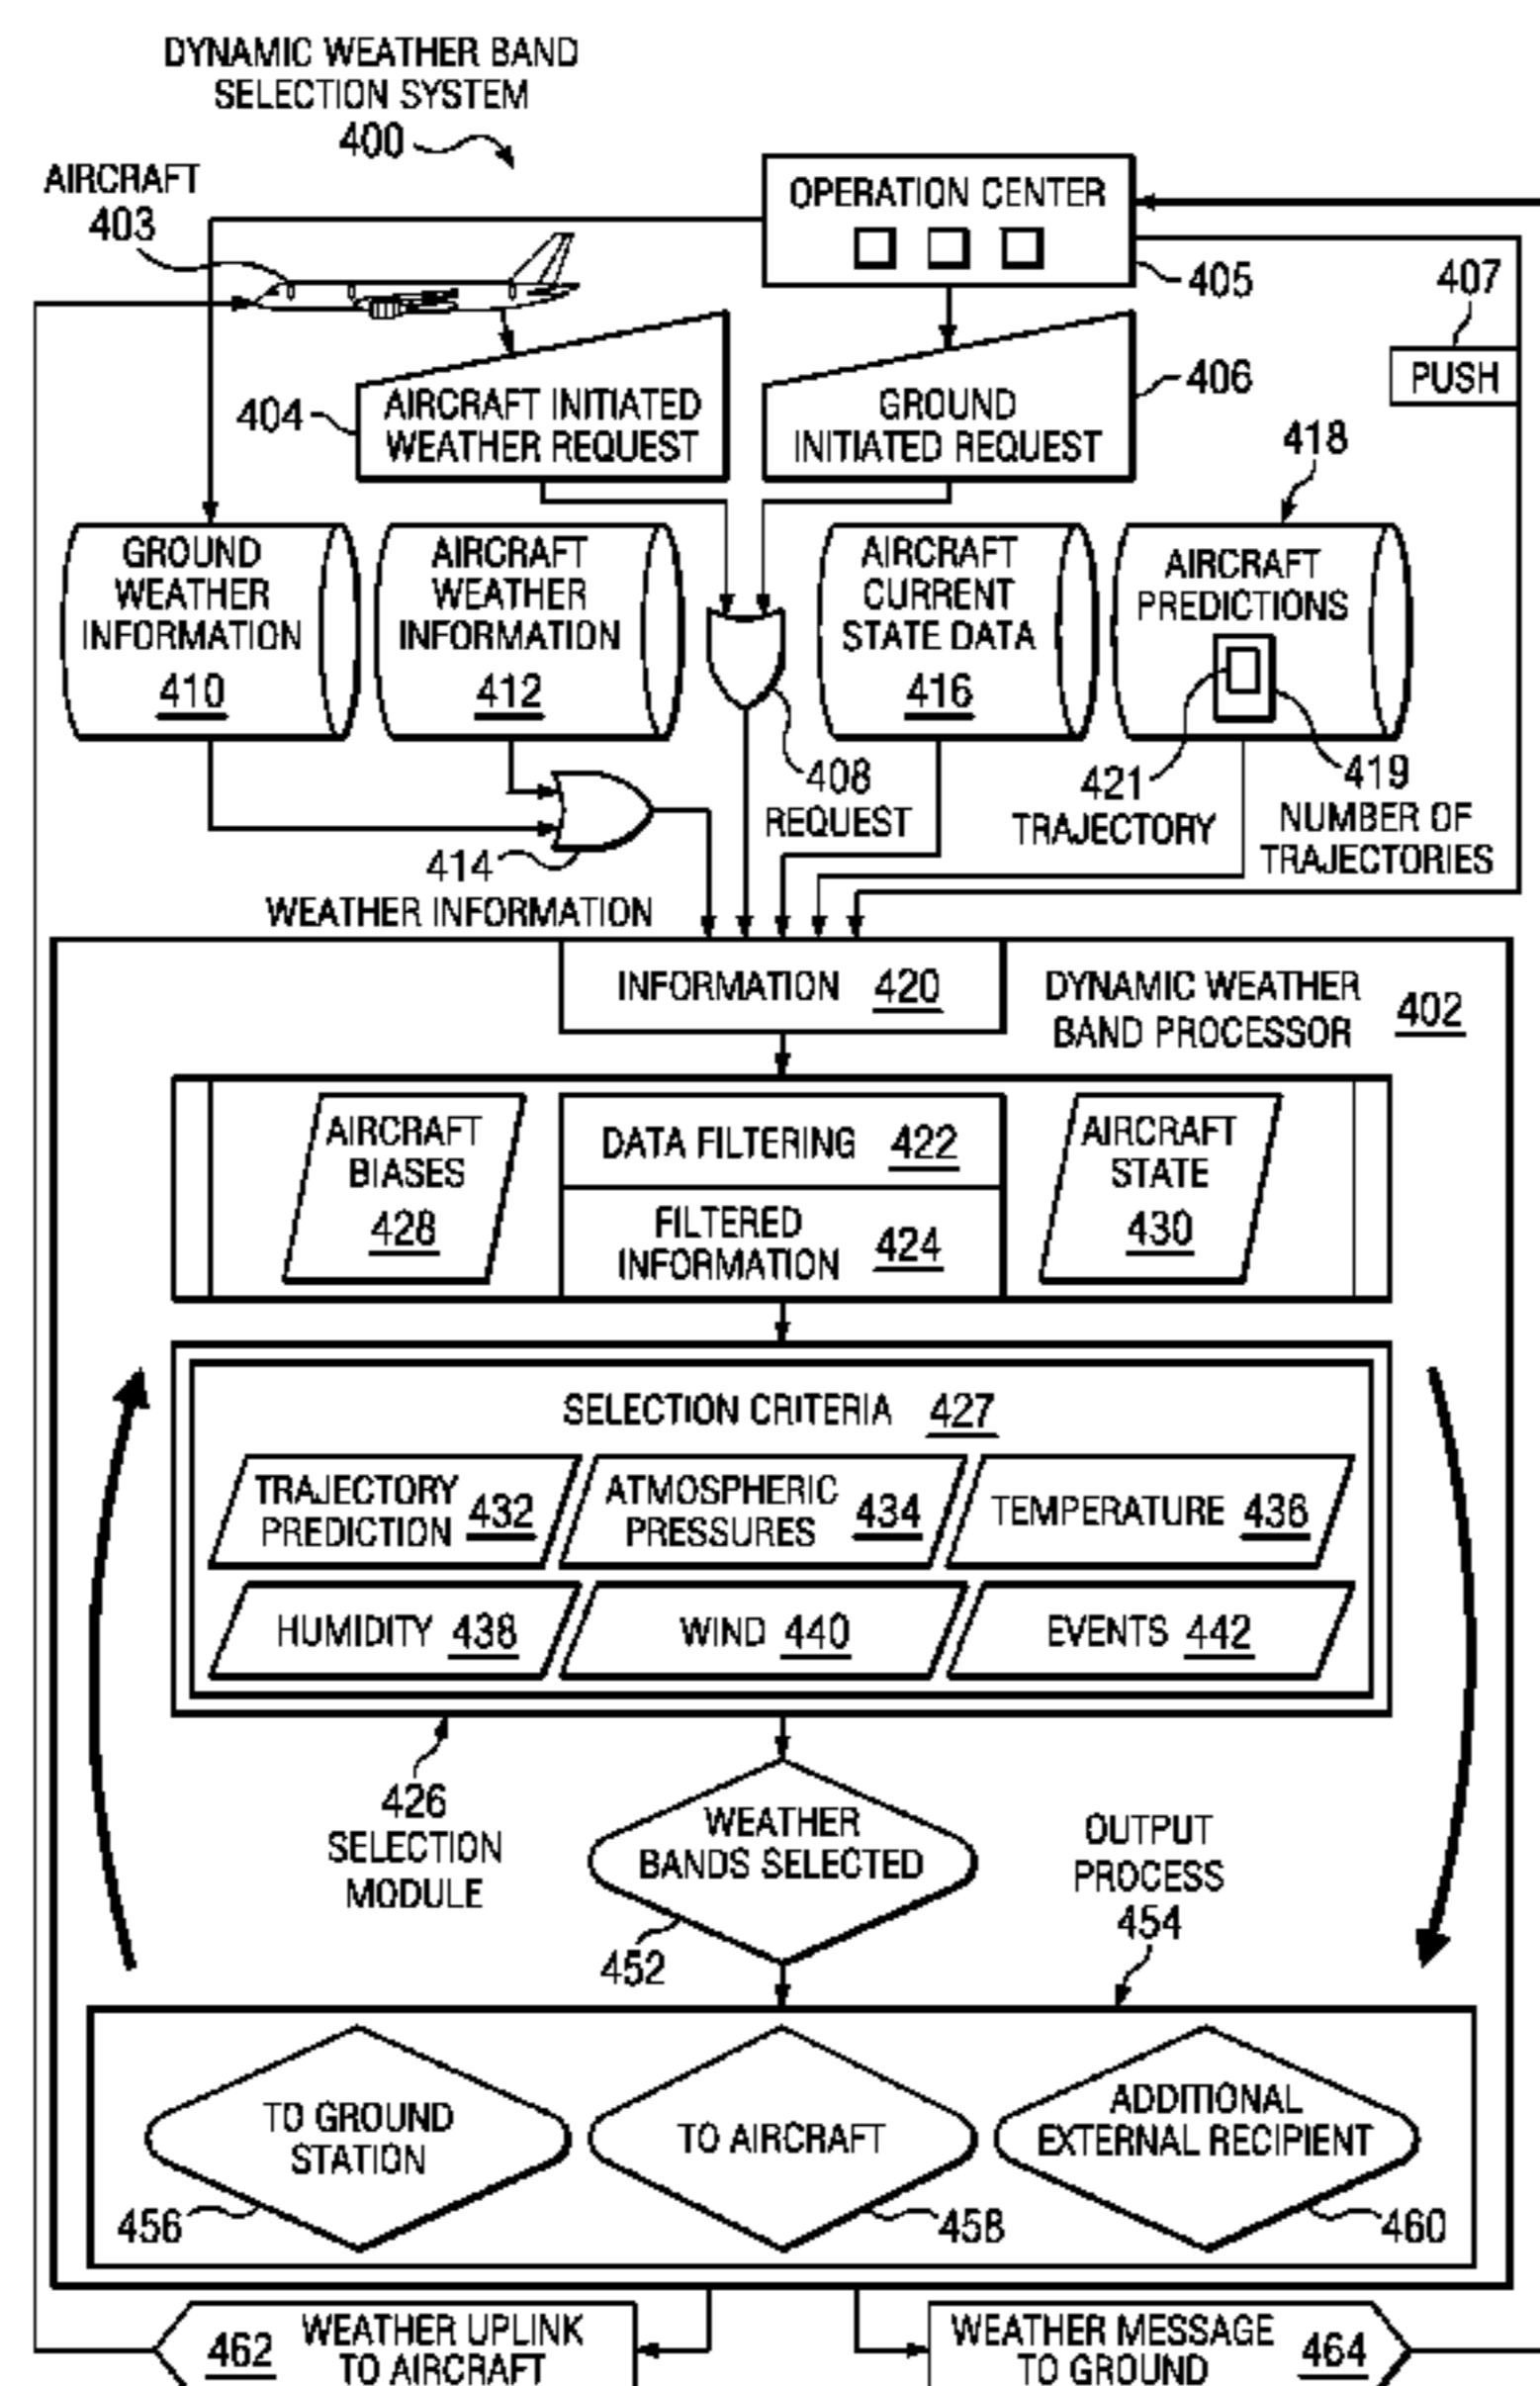 DYNAMIC WEATHER BAND
SELECTION SYSTEM
400
AIRCRAFT
403
OPERATION CENTER
405
407
PUSH
404
AIRCRAFT INITIATED
WEATHER REQUEST
GROUND
INITIATED REQUEST
406
418
GROUND
WEATHER
INFORMATION
410
AIRCRAFT
WEATHER
INFORMATION
412
AIRCRAFT
CURRENT
STATE DATA
416
AIRCRAFT
PREDICTIONS
408
REQUEST
421
TRAJECTORY
419
NUMBER OF
TRAJECTORIES
414
WEATHER INFORMATION
INFORMATION 420
DYNAMIC WEATHER
BAND PROCESSOR 402
AIRCRAFT
BIASES
428
DATA FILTERING 422
FILTERED
INFORMATION 424
AIRCRAFT
STATE
430
SELECTION CRITERIA 427
TRAJECTORY
PREDICTION 432
ATMOSPHERIC
PRESSURES 434
TEMPERATURE 436
HUMIDITY 438
WIND 440
EVENTS 442
426
SELECTION
MODULE
WEATHER
BANDS SELECTED
452
OUTPUT
PROCESS
454
TO GROUND
STATION
456
TO AIRCRAFT
458
ADDITIONAL
EXTERNAL RECIPIENT
460
462
WEATHER UPLINK
TO AIRCRAFT
WEATHER MESSAGE
TO GROUND
464